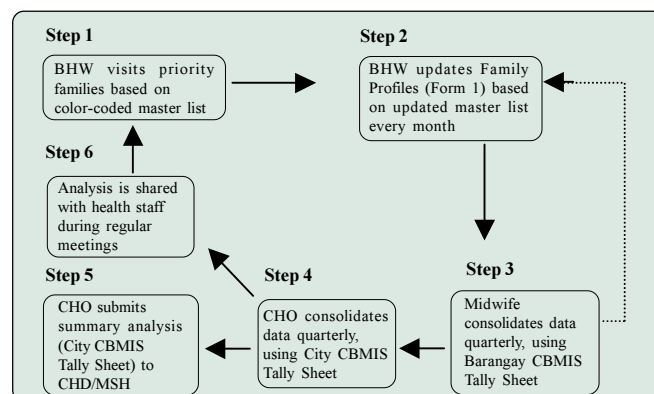 Step 1
BHW visits priority
families based on
color-coded master list
Step 2
BHW updates Family
Profiles (Form 1) based
on updated master list
every month
Step 6
Analysis is shared
with health staff
during regular
meetings
Step 5
CHO submits
summary analysis
(City CBMIS
Tally Sheet) to
CHD/MSH
Step 4
CHO consolidates
data quarterly,
using City CBMIS
Tally Sheet
Step 3
Midwife
consolidates data
quarterly, using
Barangay CBMIS
Tally Sheet